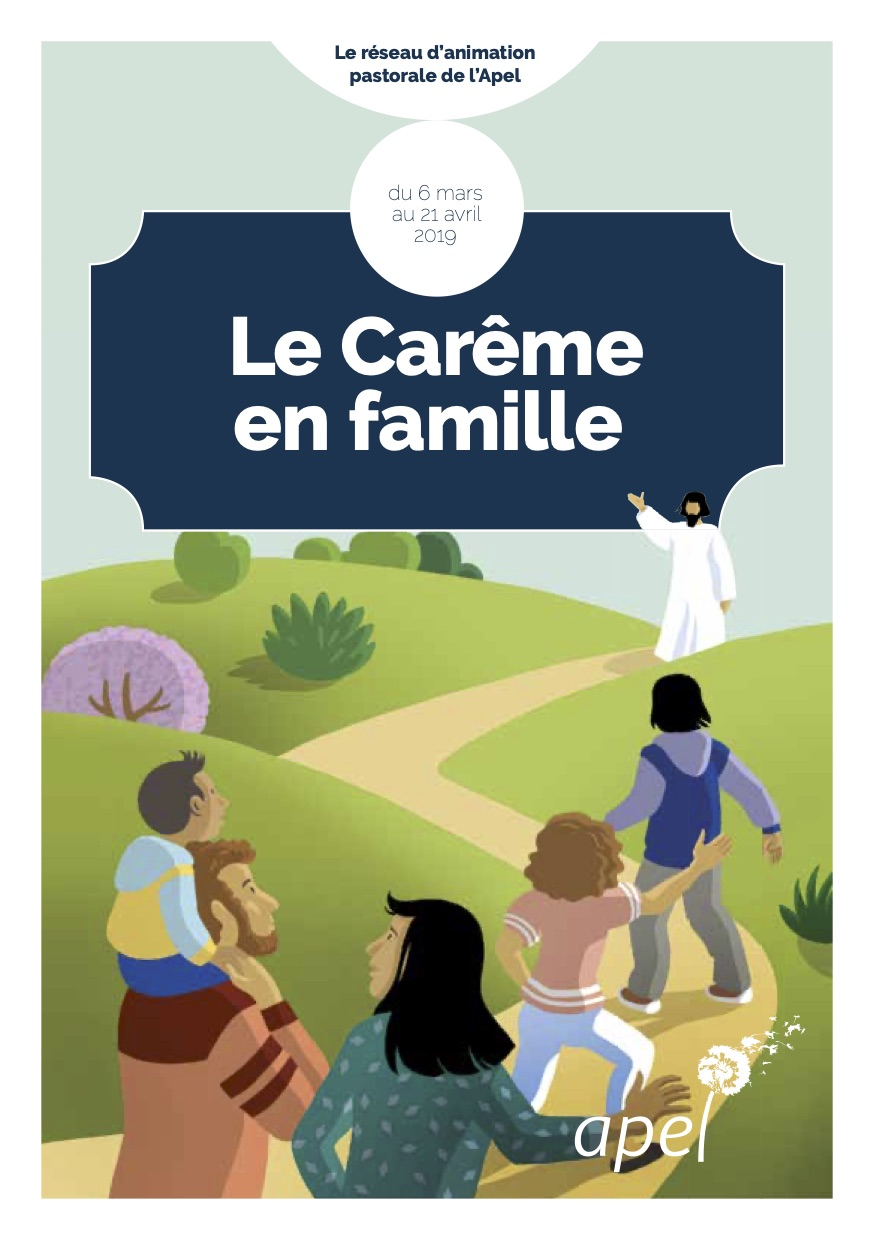 Le réseau d’animation
pastorale de l’Apel
du 6 mars
au 21 avril
2019
Le Carême
en famille
apel